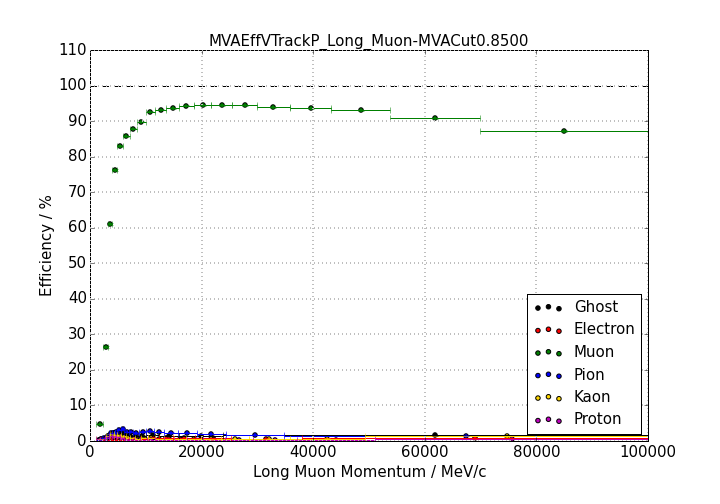 MVAEffVTrackP_Long_Muon-MVACut0.8500
110
100
90
80
70
60
50
40
30
20
10
0
Efficiency / %
Ghost
Electron
Muon
Pion
Kaon
Proton
0 20000 40000 60000 80000 100000
Long Muon Momentum / MeV/c